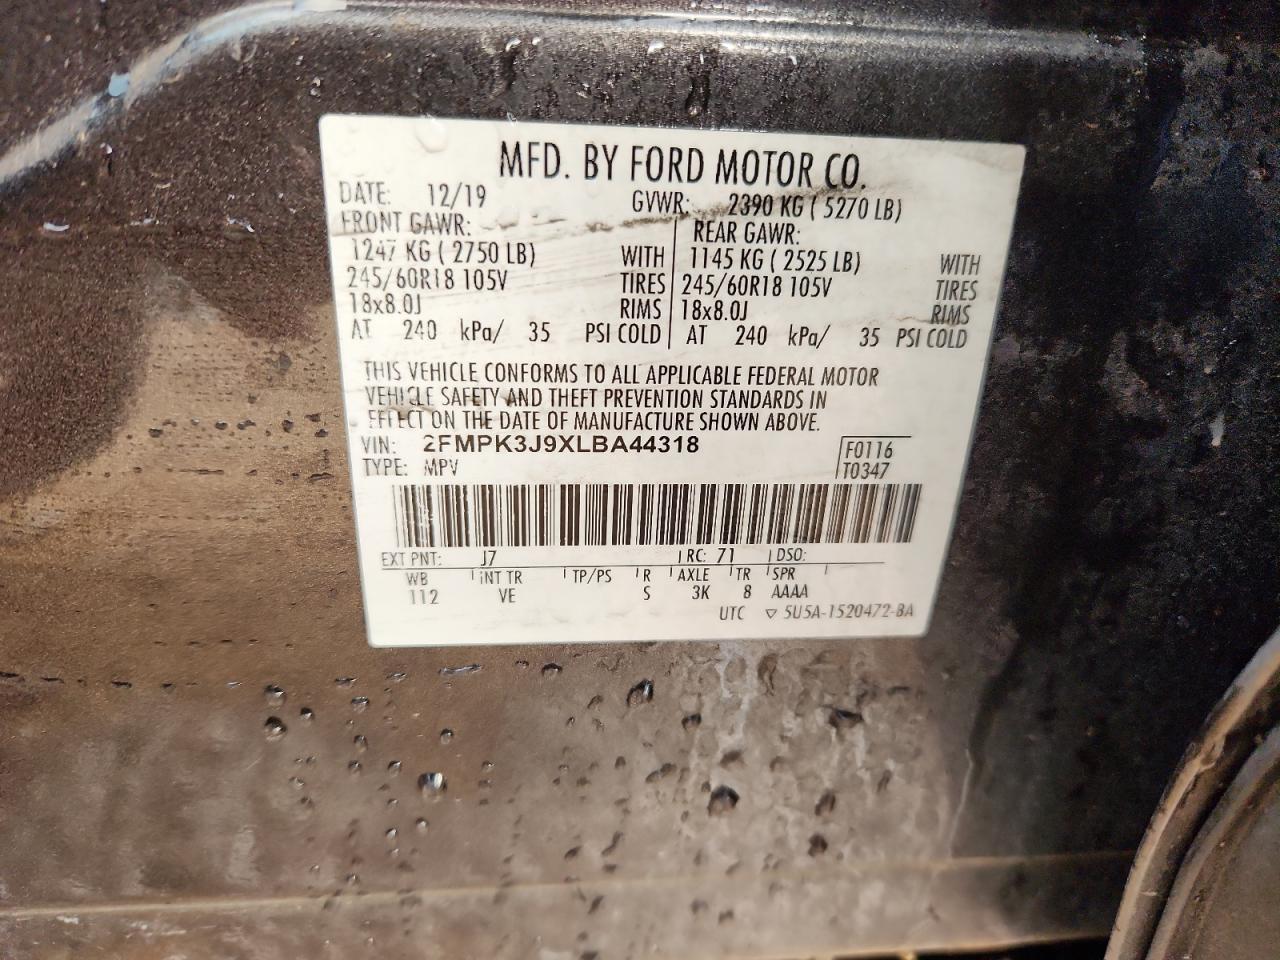 MFD. BY FORD MOTOR CO.
DATE: 12/19 GVWR: 2390 KG ( 5270 LB)
FRONT GAWR: REAR GAWR:
1247 KG ( 2750 LB) WITH 1145 KG ( 2525 LB) WITH
245/60R18 105V TIRES 245/60R18 105V TIRES
18x8.0J RIMS 18x8.0J RIMS
AT 240 kPa/ 35 PSI COLD AT 240 kPa/ 35 PSI COLD
THIS VEHICLE CONFORMS TO ALL APPLICABLE FEDERAL MOTOR
VEHICLE SAFETY AND THEFT PREVENTION STANDARDS IN
EFFECT ON THE DATE OF MANUFACTURE SHOWN ABOVE.
VIN: 2FMPK3J9XLBA44318 F0116
TYPE: MPV T0347
EXT PNT: J7 RC: 71 DSO:
WB INT TR TP/PS R AXLE TR SPR
112 VE S 3K 8 AAAA
UTC ▽ 5U5A-1520472-BA